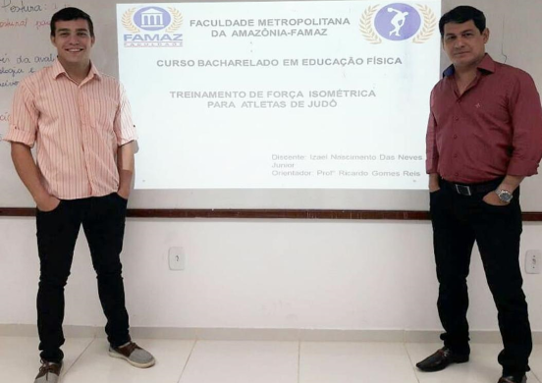 Postura :
FAMAZ
FACULDADE METROPOLITANA
DA AMAZÔNIA-FAMAZ
CURSO BACHARELADO EM EDUCAÇÃO FÍSICA
TREINAMENTO DE FORÇA ISOMÉTRICA
PARA ATLETAS DE JUDÔ
Discente: Izael Nascimento Das Neves
Junior
Orientador: Profº Ricardo Gomes Reis